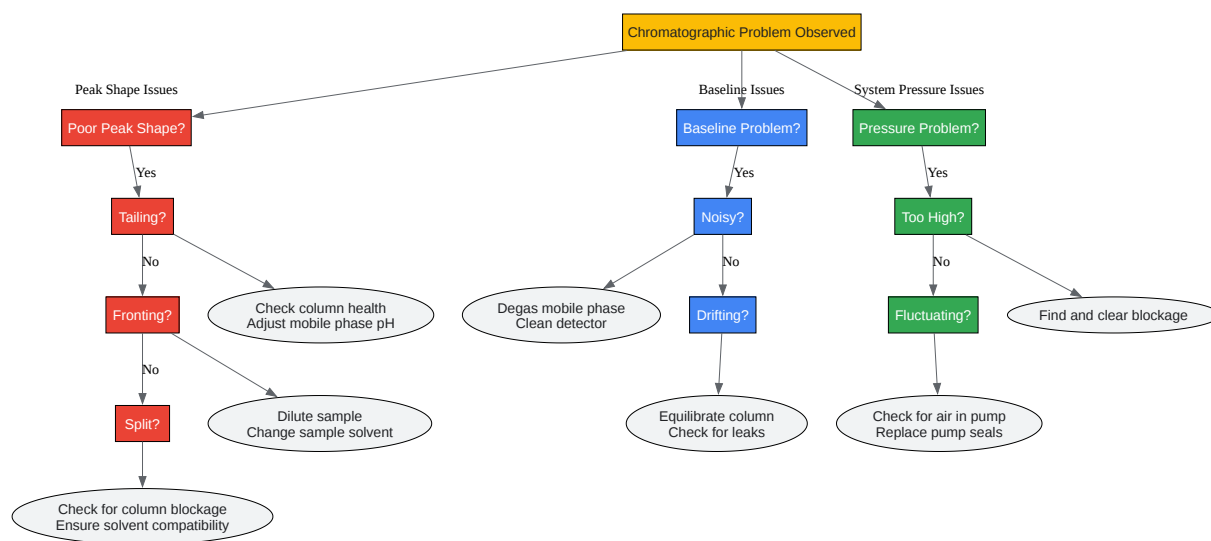 Chromatographic Problem Observed
Peak Shape Issues
Baseline Issues
System Pressure Issues
Poor Peak Shape?
Baseline Problem?
Pressure Problem?
Yes
Yes
Yes
Tailing?
Noisy?
Too High?
No
No
No
Fronting?
Check column health
Adjust mobile phase pH
Degas mobile phase
Clean detector
Drifting?
Fluctuating?
Find and clear blockage
No
Split?
Dilute sample
Change sample solvent
Equilibrate column
Check for leaks
Check for air in pump
Replace pump seals
Check for column blockage
Ensure solvent compatibility